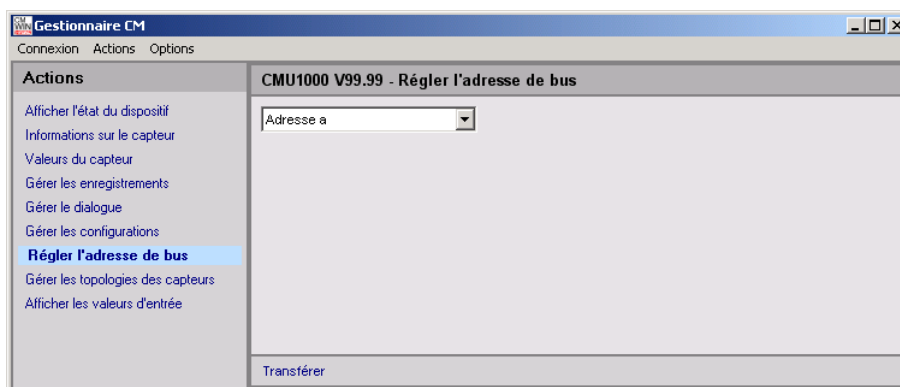 CM WIN Gestionnaire CM
Connexion Actions Options
Actions
CMU1000 V99.99 - Régler l'adresse de bus
Afficher l'état du dispositif
Informations sur le capteur
Valeurs du capteur
Gérer les enregistrements
Gérer le dialogue
Gérer les configurations
Régler l'adresse de bus
Gérer les topologies des capteurs
Afficher les valeurs d'entrée
Adresse a
Transférer